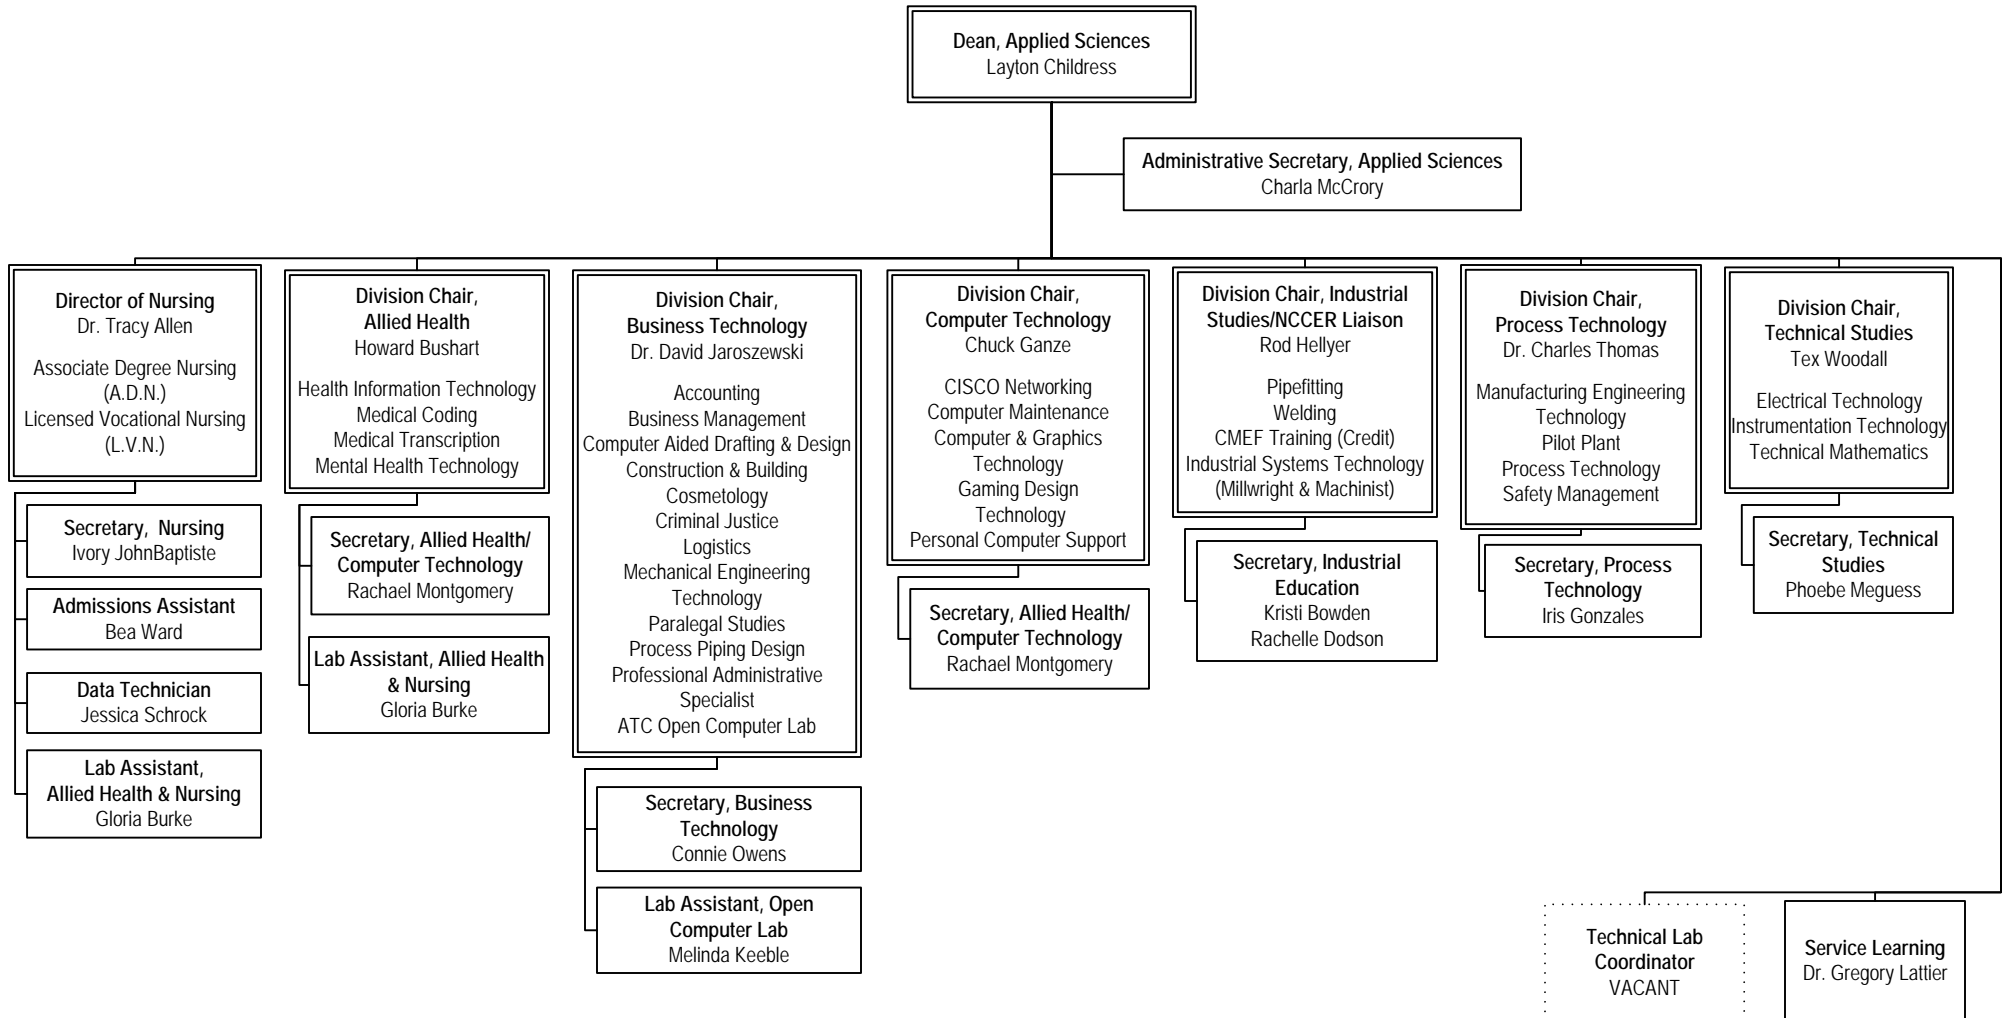 Dean, Applied Sciences
Layton Childress
Administrative Secretary, Applied Sciences
Charla McCrory
Director of Nursing
Dr. Tracy Allen
Associate Degree Nursing
(A.D.N.)
Licensed Vocational Nursing
(L.V.N.)
Secretary, Nursing
Ivory JohnBaptiste
Admissions Assistant
Bea Ward
Data Technician
Jessica Schrock
Lab Assistant,
Allied Health & Nursing
Gloria Burke
Division Chair,
Allied Health
Howard Bushart
Health Information Technology
Medical Coding
Medical Transcription
Mental Health Technology
Secretary, Allied Health/
Computer Technology
Rachael Montgomery
Lab Assistant, Allied Health
& Nursing
Gloria Burke
Division Chair,
Business Technology
Dr. David Jaroszewski
Accounting
Business Management
Computer Aided Drafting & Design
Construction & Building
Cosmetology
Criminal Justice
Logistics
Mechanical Engineering
Technology
Paralegal Studies
Process Piping Design
Professional Administrative
Specialist
ATC Open Computer Lab
Secretary, Business
Technology
Connie Owens
Lab Assistant, Open
Computer Lab
Melinda Keeble
Division Chair,
Computer Technology
Chuck Ganze
CISCO Networking
Computer Maintenance
Computer & Graphics
Technology
Gaming Design
Technology
Personal Computer Support
Secretary, Allied Health/
Computer Technology
Rachael Montgomery
Division Chair, Industrial
Studies/NCCER Liaison
Rod Hellyer
Pipefitting
Welding
CMEF Training (Credit)
Industrial Systems Technology
(Millwright & Machinist)
Secretary, Industrial
Education
Kristi Bowden
Rachelle Dodson
Division Chair,
Process Technology
Dr. Charles Thomas
Manufacturing Engineering
Technology
Pilot Plant
Process Technology
Safety Management
Secretary, Process
Technology
Iris Gonzales
Division Chair,
Technical Studies
Tex Woodall
Electrical Technology
Instrumentation Technology
Technical Mathematics
Secretary, Technical
Studies
Phoebe Meguess
Technical Lab
Coordinator
VACANT
Service Learning
Dr. Gregory Lattier